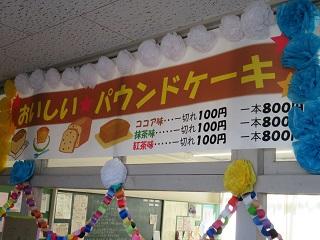 おいしい★パウンドケーキ★
ココア味・・・一切れ100円 一本800円
抹茶味・・・一切れ100円 一本800円
紅茶味・・・一切れ100円 一本800円